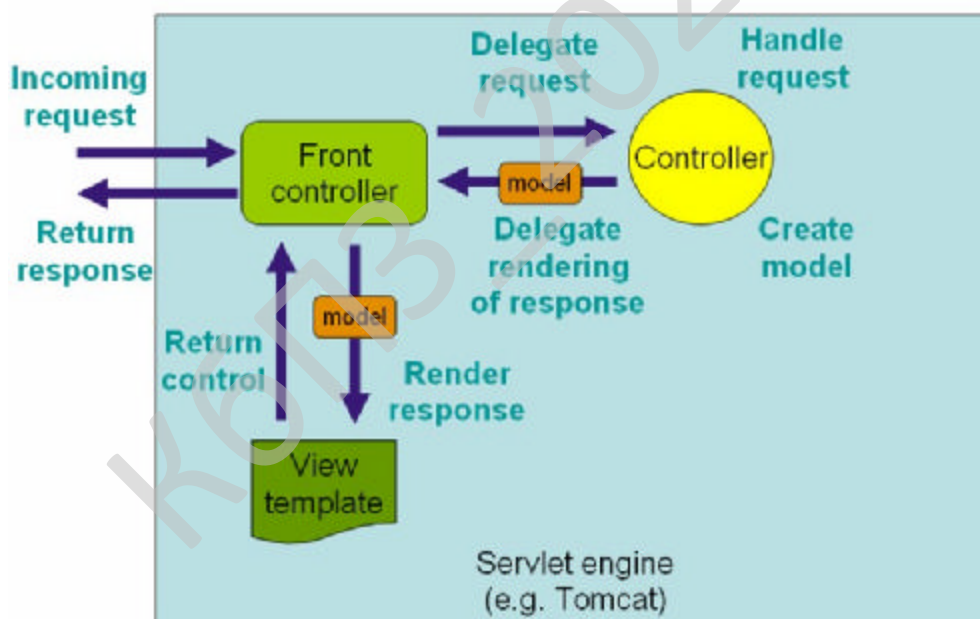 Delegate
request
Handle
request
Incoming
request
Front
controller
Controller
model
Return
response
Delegate
rendering
of response
Create
model
model
Return
control
Render
response
View
template
Servlet engine
(e.g. Tomcat)